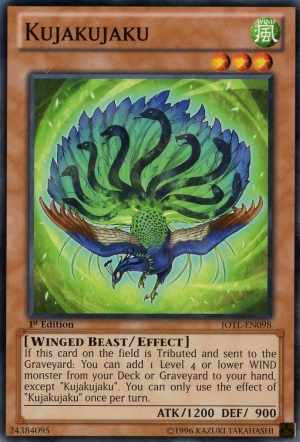 KUJAKUJAKU
WIND
風
1st Edition
JOTL-EN098
[WINGED BEAST/EFFECT]
If this card on the field is Tributed and sent to
the Graveyard: You can add 1 Level 4 or lower WIND
monster from your Deck or Graveyard to your hand,
except "Kujakujaku". You can only use the effect of
"Kujakujaku" once per turn.
ATK/1200 DEF/ 900
24384095
©1996 KAZUKI TAKAHASHI